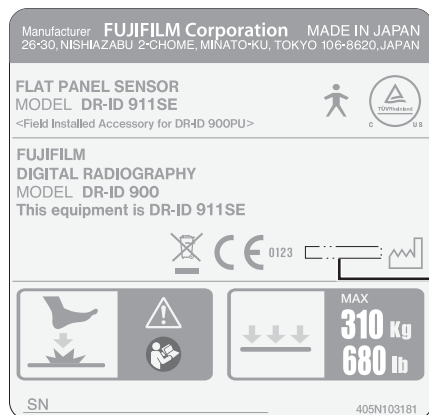 Manufacturer FUJIFILM Corporation MADE IN JAPAN
26-30, NISHIAZABU 2-CHOME, MINATO-KU, TOKYO 106-8620, JAPAN
FLAT PANEL SENSOR
MODEL DR-ID 911SE
<Field Installed Accessory for DR-ID 900PU>
TÜVRheinland
C US
FUJIFILM
DIGITAL RADIOGRAPHY
MODEL DR-ID 900
This equipment is DR-ID 911SE
CE 0123
MAX
310 Kg
680 lb
SN
405N103181